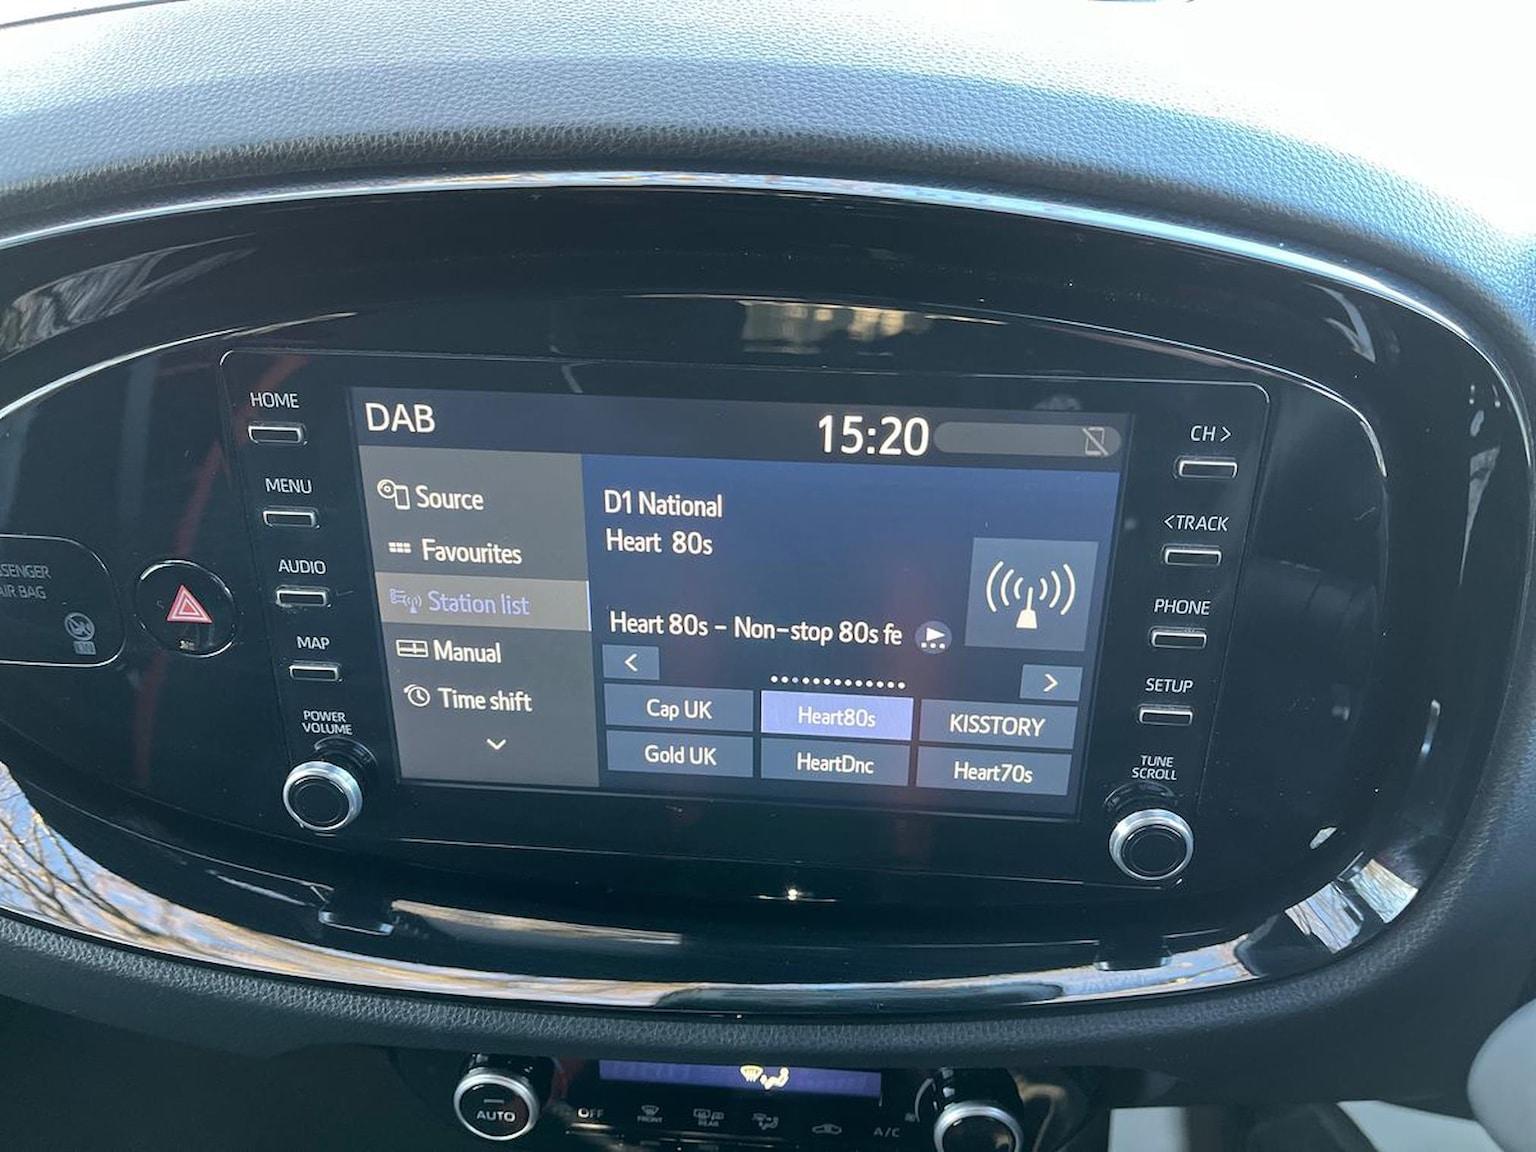 HOME
MENU
AUDIO
MAP
POWER
VOLUME
AIR BAG
DAB
15:20
Source
Favourites
Station list
Manual
Time shift
D1 National
Heart 80s
Heart 80s - Non-stop 80s fe
Cap UK
Heart80s
KISSTORY
Gold UK
HeartDnc
Heart70s
CH >
<TRACK
PHONE
SETUP
TUNE
SCROLL
AUTO
OFF
FRONT
REAR
A/C